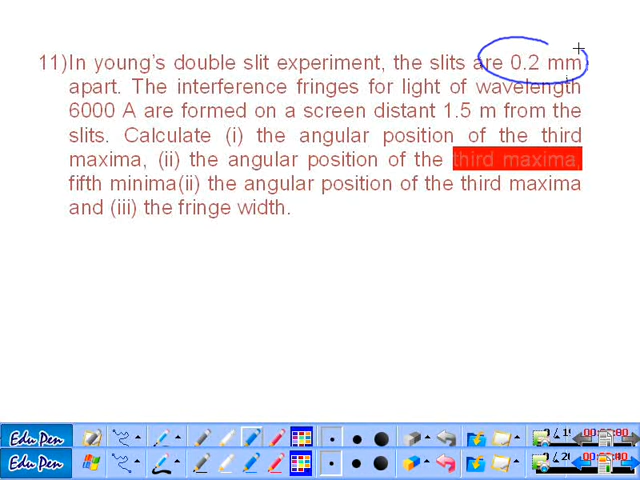 11)In young's double slit experiment, the slits are 0.2 mm
apart. The interference fringes for light of wavelength
6000 A are formed on a screen distant 1.5 m from the
slits. Calculate (i) the angular position of the third
maxima, (ii) the angular position of the third maxima,
fifth minima(ii) the angular position of the third maxima
and (iii) the fringe width.
Edu Pen
Edu Pen